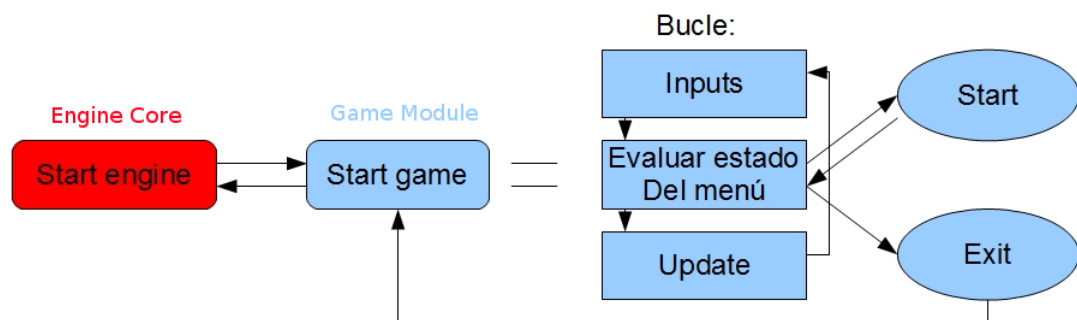 Bucle:
Engine Core
Start engine
Game Module
Start game
Inputs
Evaluar estado
Del menú
Update
Start
Exit